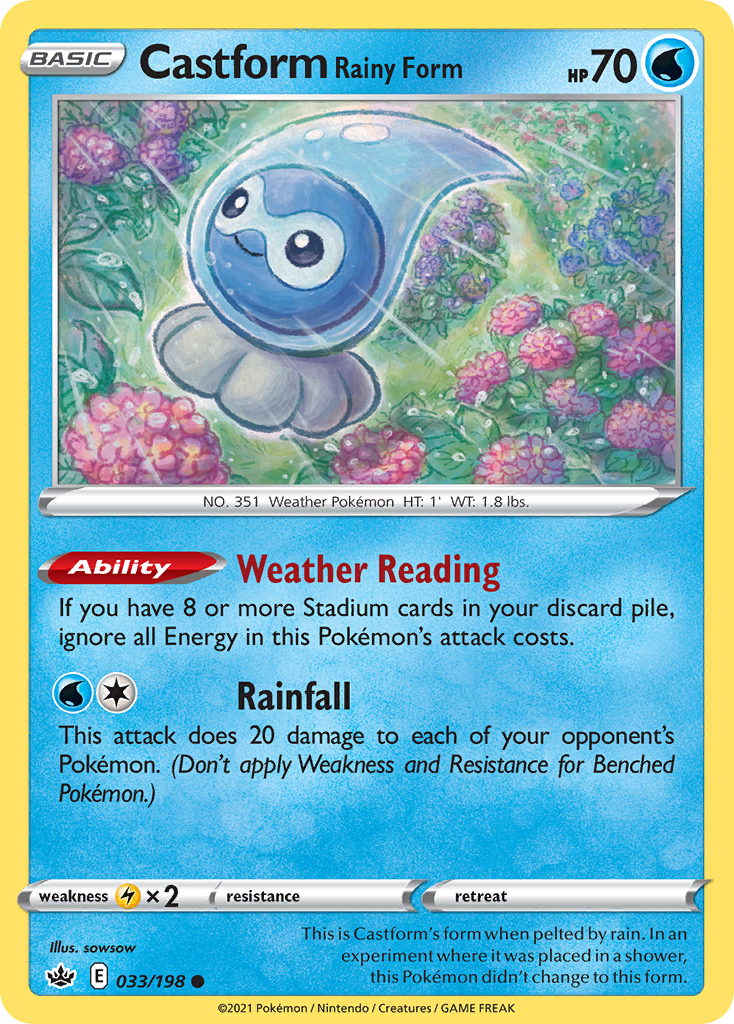 BASIC Castform Rainy Form HP 70
NO. 351 Weather Pokémon HT: 1' WT: 1.8 lbs.
Ability Weather Reading
If you have 8 or more Stadium cards in your discard pile,
ignore all Energy in this Pokémon's attack costs.
Rainfall
This attack does 20 damage to each of your opponent's
Pokémon. (Don't apply Weakness and Resistance for Benched
Pokémon.)
weakness ×2 resistance retreat
Illus. sowsow
This is Castform's form when pelted by rain. In an
experiment where it was placed in a shower,
this Pokémon didn't change to this form.
E 033/198
©2021 Pokémon / Nintendo / Creatures / GAME FREAK